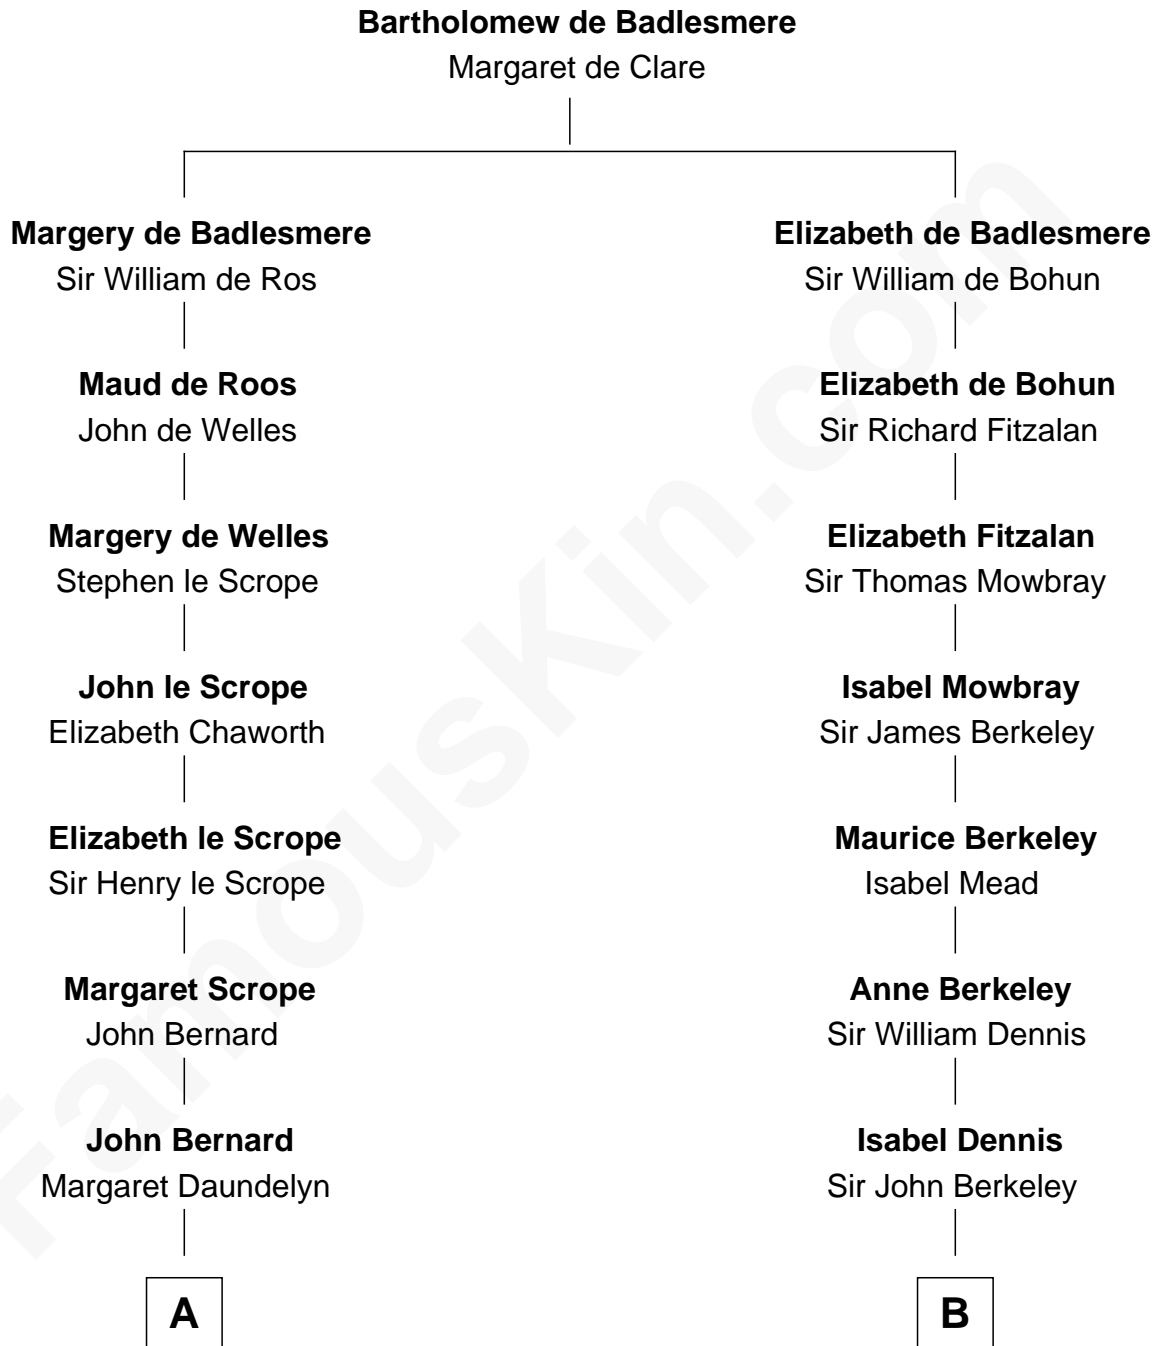 Bartholomew de Badlesmere
Margaret de Clare
Margery de Badlesmere
Sir William de Ros
Elizabeth de Badlesmere
Sir William de Bohun
Maud de Roos
John de Welles
Elizabeth de Bohun
Sir Richard Fitzalan
Margery de Welles
Stephen le Scrope
Elizabeth Fitzalan
Sir Thomas Mowbray
John le Scrope
Elizabeth Chaworth
Isabel Mowbray
Sir James Berkeley
Elizabeth le Scrope
Sir Henry le Scrope
Maurice Berkeley
Isabel Mead
Margaret Scrope
John Bernard
Anne Berkeley
Sir William Dennis
John Bernard
Margaret Daundelyn
Isabel Dennis
Sir John Berkeley
A
B
FamousKin.com